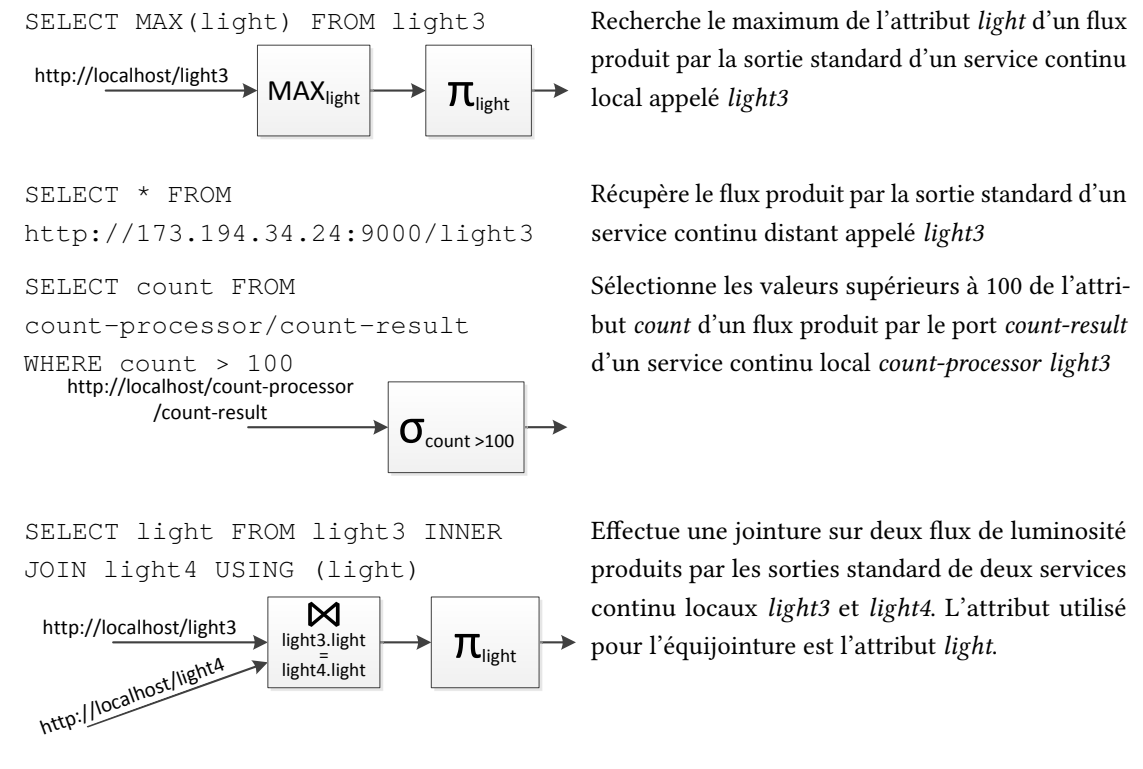 SELECT MAX(light) FROM light3
http://localhost/light3
MAXlight
πlight
Recherche le maximum de l'attribut light d'un flux
produit par la sortie standard d'un service continu
local appelé light3
SELECT * FROM
http://173.194.34.24:9000/light3
Récupère le flux produit par la sortie standard d'un
service continu distant appelé light3
SELECT count FROM
count-processor/count-result
WHERE count > 100
http://localhost/count-processor
/count-result
σcount >100
Sélectionne les valeurs supérieurs à 100 de l'attri-
but count d'un flux produit par le port count-result
d'un service continu local count-processor light3
SELECT light FROM light3 INNER
JOIN light4 USING (light)
http://localhost/light3
http://localhost/light4
⋈
light3.light
=
light4.light
πlight
Effectue une jointure sur deux flux de luminosité
produits par les sorties standard de deux services
continu locaux light3 et light4. L'attribut utilisé
pour l'équijointure est l'attribut light.